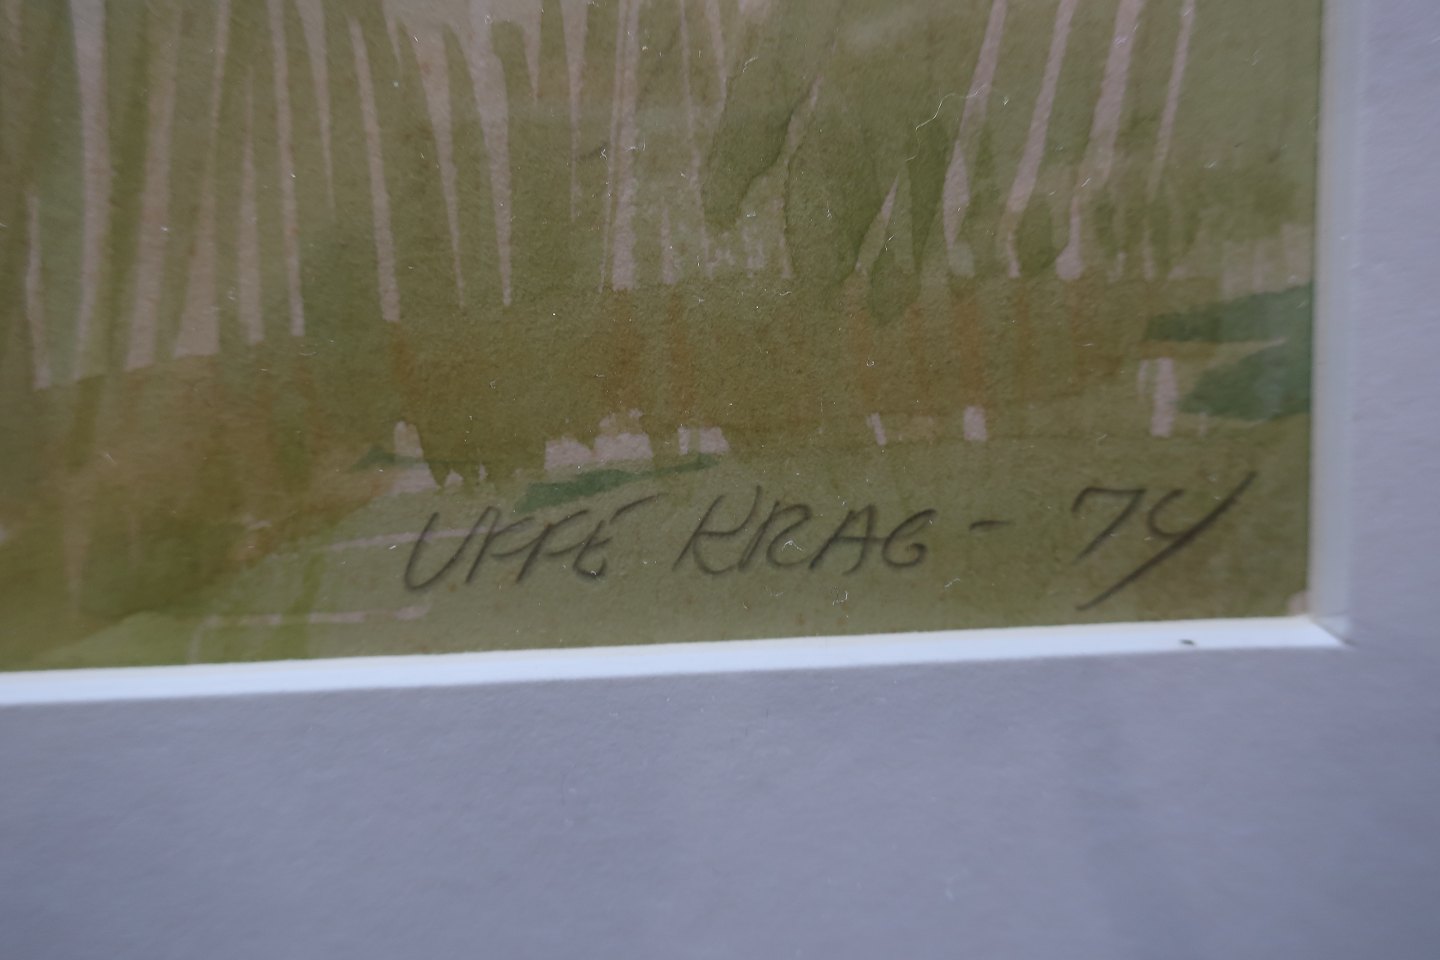 UFFE KRAG - 74